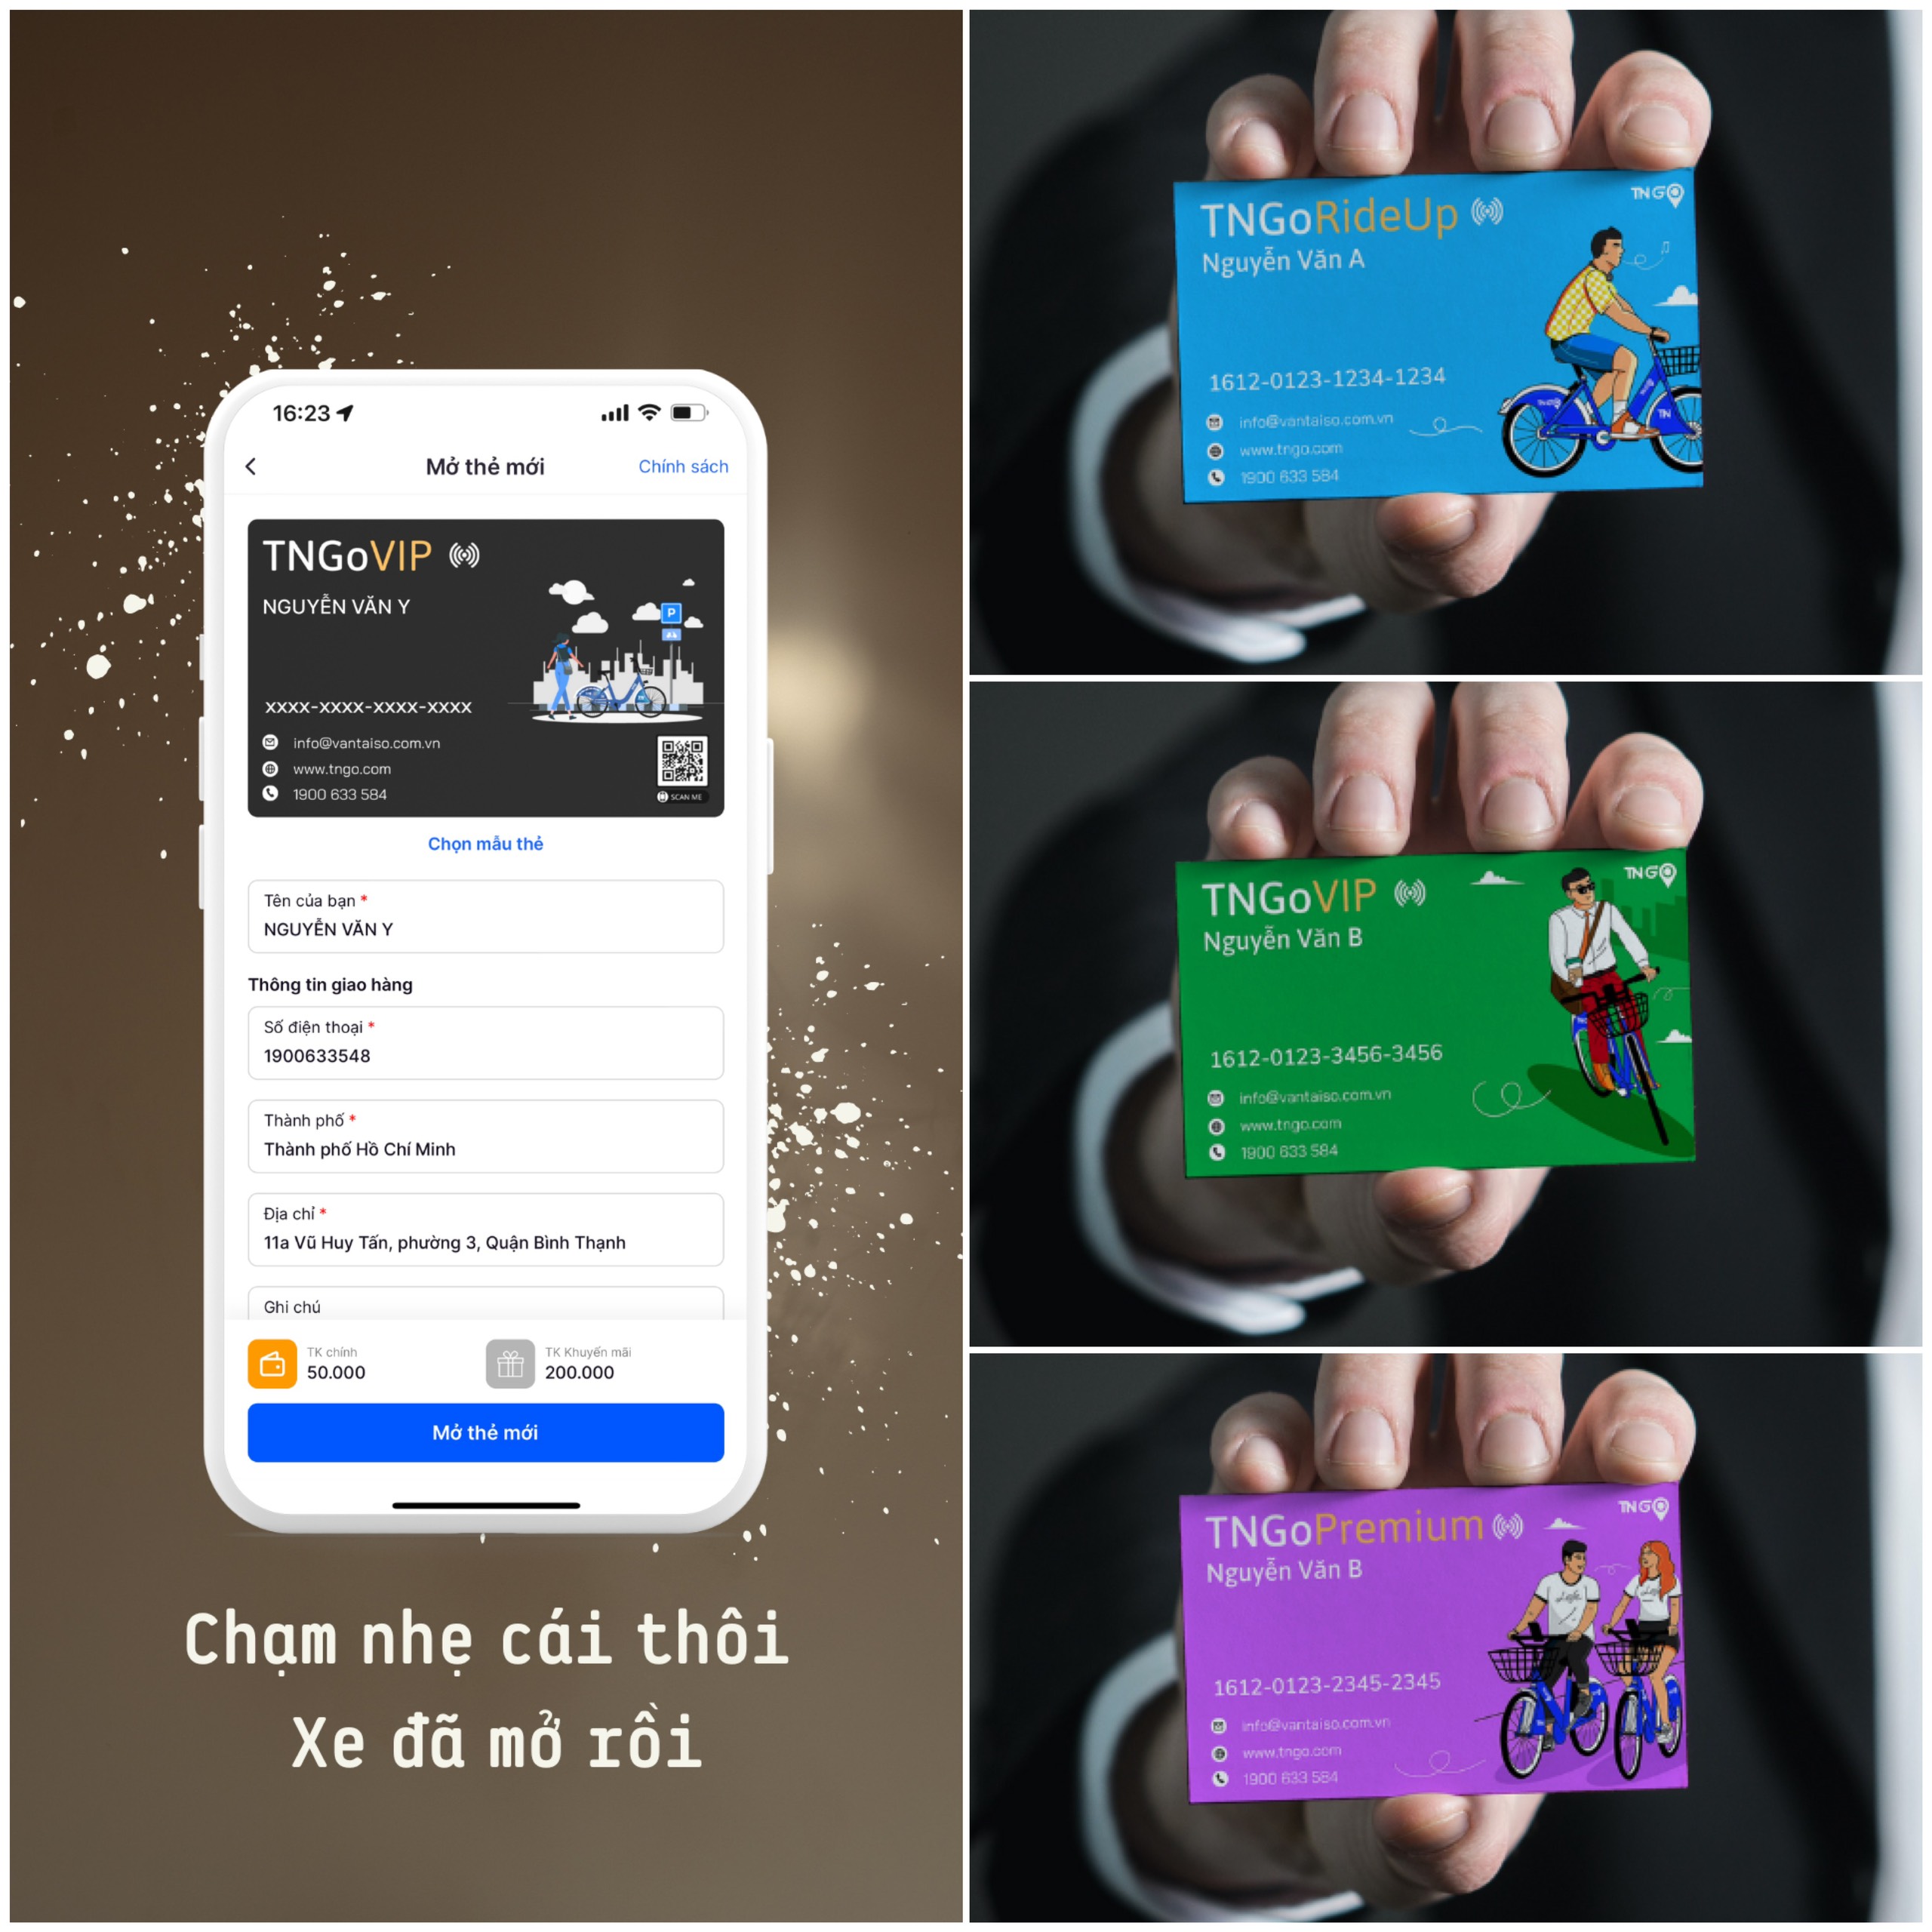 16:23
Mở thẻ mới
Chính sách
TNGoVIP
NGUYỄN VĂN Y
P
xxxx-xxxx-xxxx-xxxx
info@vantaiso.com.vn
www.tngo.com
1900 633 584
SCAN ME
Chọn mẫu thẻ
Tên của bạn *
NGUYỄN VĂN Y
Thông tin giao hàng
Số điện thoại *
1900633548
Thành phố *
Thành phố Hồ Chí Minh
Địa chỉ *
11a Vũ Huy Tấn, phường 3, Quận Bình Thạnh
Ghi chú
TK chính
50.000
TK Khuyến mãi
200.000
Mở thẻ mới
Chạm nhẹ cái thôi
Xe đã mở rồi
TNGO
TNGoRideUp
Nguyễn Văn A
1612-0123-1234-1234
info@vantaiso.com.vn
www.tngo.com
1900 633 584
TN
TNGO
TNGoVIP
Nguyễn Văn B
1612-0123-3456-3456
info@vantaiso.com.vn
www.tngo.com
1900 633 584
TNGO
TNGoPremium
Nguyễn Văn B
1612-0123-2345-2345
info@vantaiso.com.vn
www.tngo.com
1900 633 584